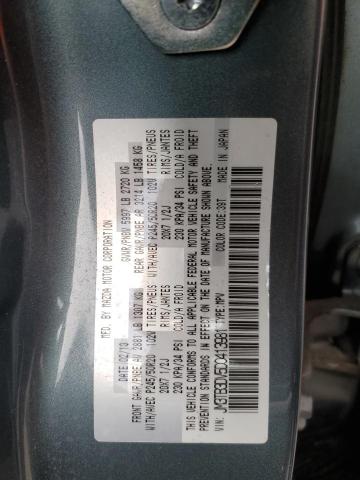 MFD. BY MAZDA MOTOR CORPORATION
02/13 GVWR/PNBV 5997 LB 2720 KG
FRONT GAWR/PNBE AV 2881 LB 1307 KG REAR GAWR/PNBE AR 3214 LB 1458 KG
WITH/AVEC P245/50R20 102V TIRES/PNEUS WITH/AVEC P245/50R20 102V TIRES/PNEUS
20X7 1/2J RIMS/JANTES 20X7 1/2J RIMS/JANTES
230 KPA/34 PSI COLD/A FROID 230 KPA/34 PSI COLD/A FROID
THIS VEHICLE CONFORMS TO ALL APPLICABLE FEDERAL MOTOR VEHICLE SAFETY AND THEFT
PREVENTION STANDARDS IN EFFECT ON THE DATE OF MANUFACTURE SHOWN ABOVE.
VIN: TYPE:MPV COLOR CODE:39T MADE IN JAPAN